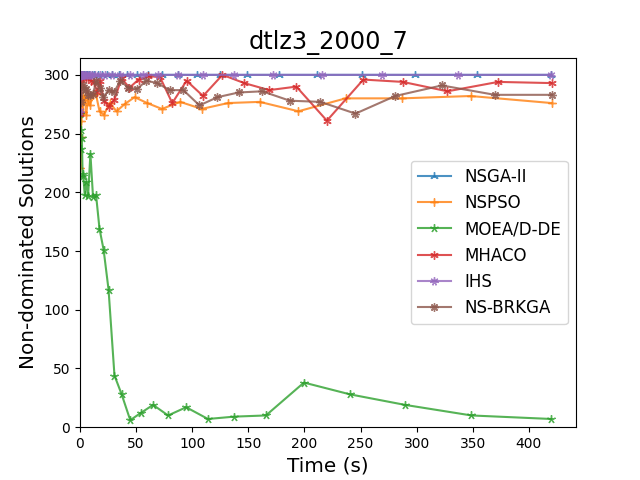 dtlz3_2000_7
Non-dominated Solutions
300
250
200
150
100
50
0
NSGA-II
NSPSO
MOEA/D-DE
MHACO
IHS
NS-BRKGA
0 50 100 150 200 250 300 350 400
Time (s)